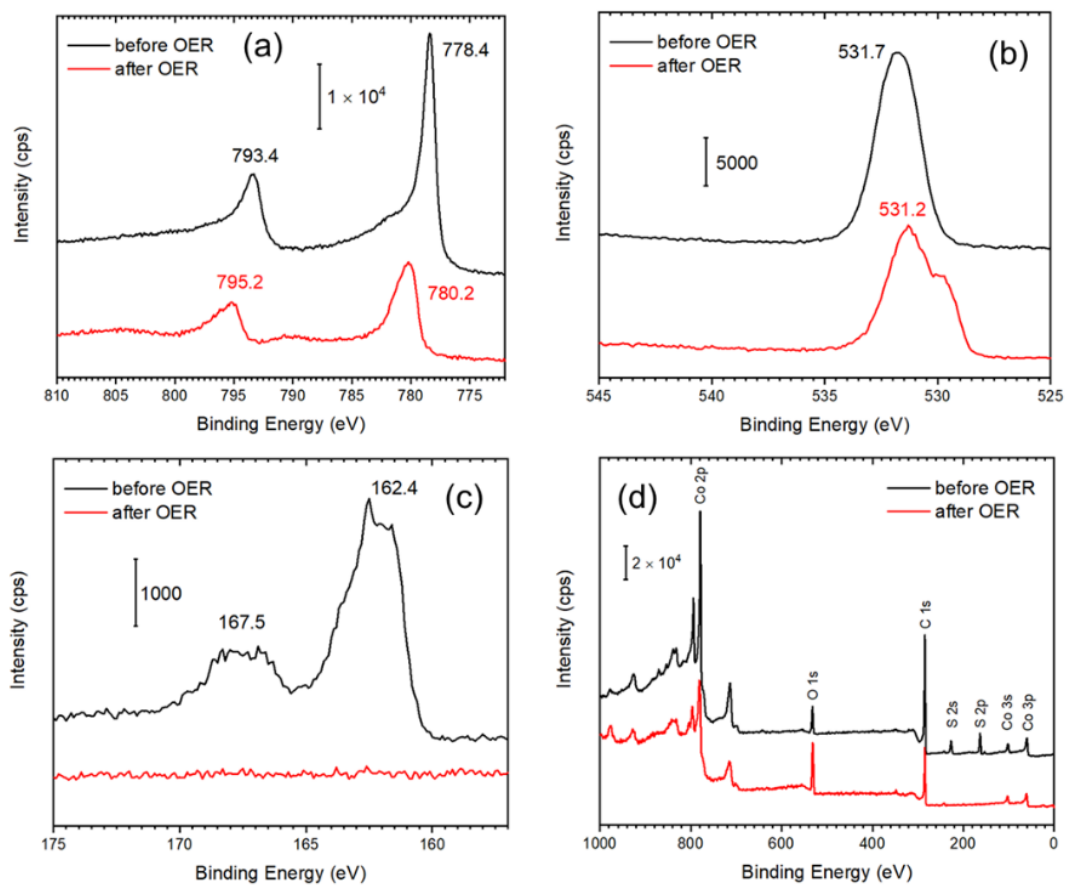 before OER
after OER
(a)
778.4
1 × 10⁴
793.4
795.2
780.2
Intensity (cps)
810 805 800 795 790 785 780 775
Binding Energy (eV)
before OER
after OER
531.7
(b)
5000
531.2
Intensity (cps)
545 540 535 530 525
Binding Energy (eV)
before OER
after OER
162.4
(c)
1000
167.5
Intensity (cps)
175 170 165 160
Binding Energy (eV)
Co 2p
before OER
after OER
(d)
2 × 10⁴
C 1s
O 1s
S 2s
S 2p
Co 3s
Co 3p
Intensity (cps)
1000 800 600 400 200 0
Binding Energy (eV)